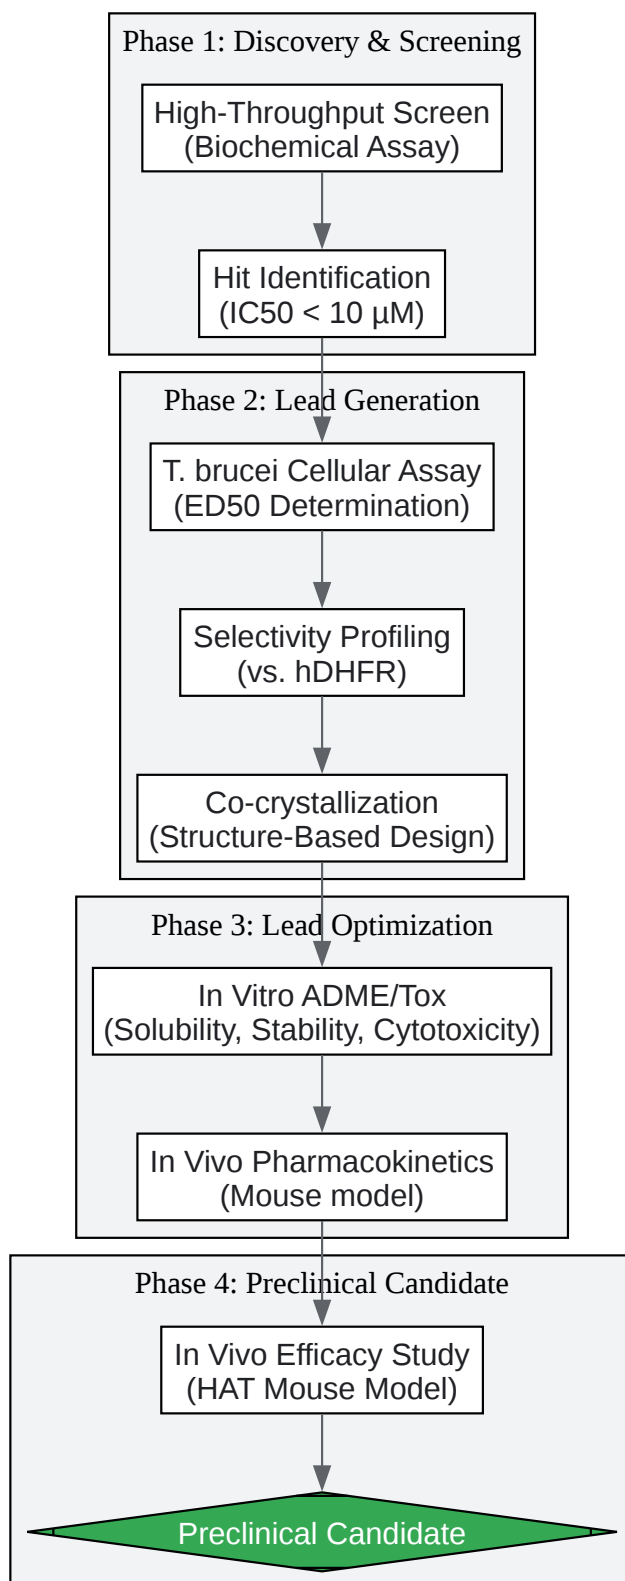 Phase 1: Discovery & Screening
High-Throughput Screen
(Biochemical Assay)
Hit Identification
(IC50 < 10 µM)
Phase 2: Lead Generation
T. brucei Cellular Assay
(ED50 Determination)
Selectivity Profiling
(vs. hDHFR)
Co-crystallization
(Structure-Based Design)
Phase 3: Lead Optimization
In Vitro ADME/Tox
(Solubility, Stability, Cytotoxicity)
In Vivo Pharmacokinetics
(Mouse model)
Phase 4: Preclinical Candidate
In Vivo Efficacy Study
(HAT Mouse Model)
Preclinical Candidate